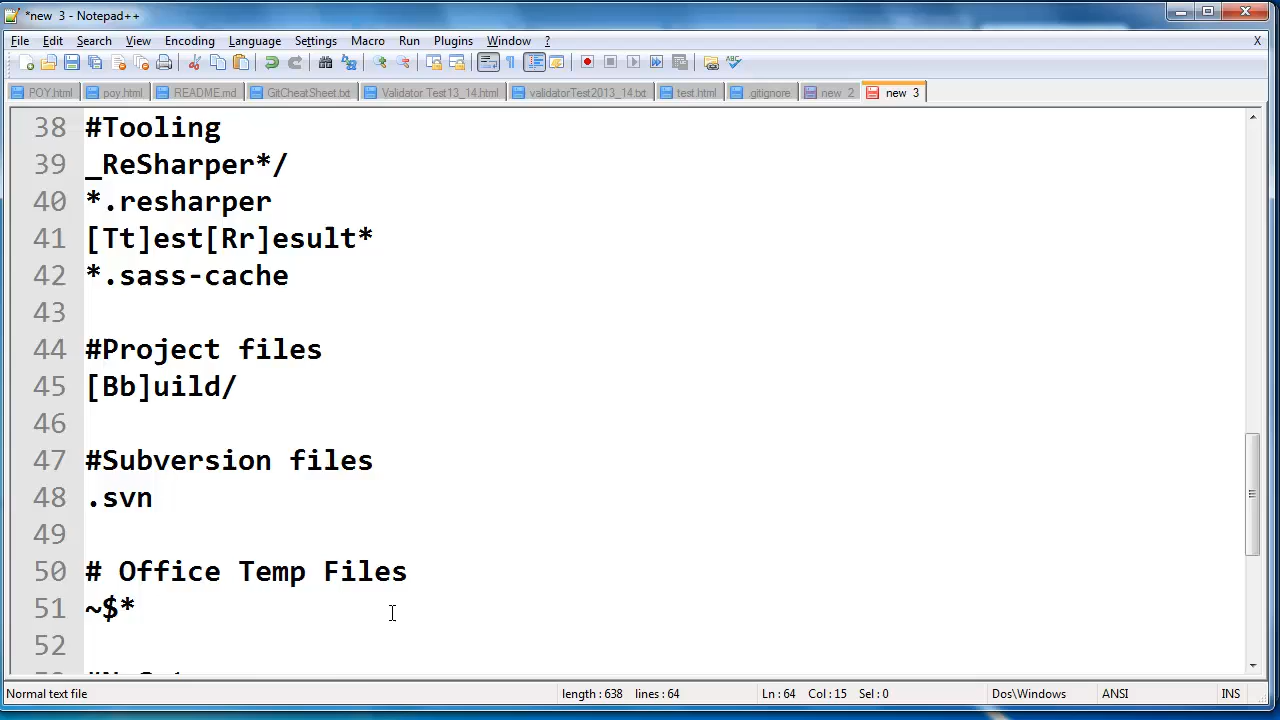 *new 3 - Notepad++
File Edit Search View Encoding Language Settings Macro Run Plugins Window ? X
POY.html poy.html README.md GitCheatSheet.txt Validator Test13_14.html validatorTest2013_14.txt test.html .gitignore new 2 new 3
38 #Tooling
39 _ReSharper*/
40 *.resharper
41 [Tt]est[Rr]esult*
42 *.sass-cache
43
44 #Project files
45 [Bb]uild/
46
47 #Subversion files
48 .svn
49
50 # Office Temp Files
51 ~$*
52
Normal text file length : 638 lines : 64 Ln : 64 Col : 15 Sel : 0 Dos\Windows ANSI INS